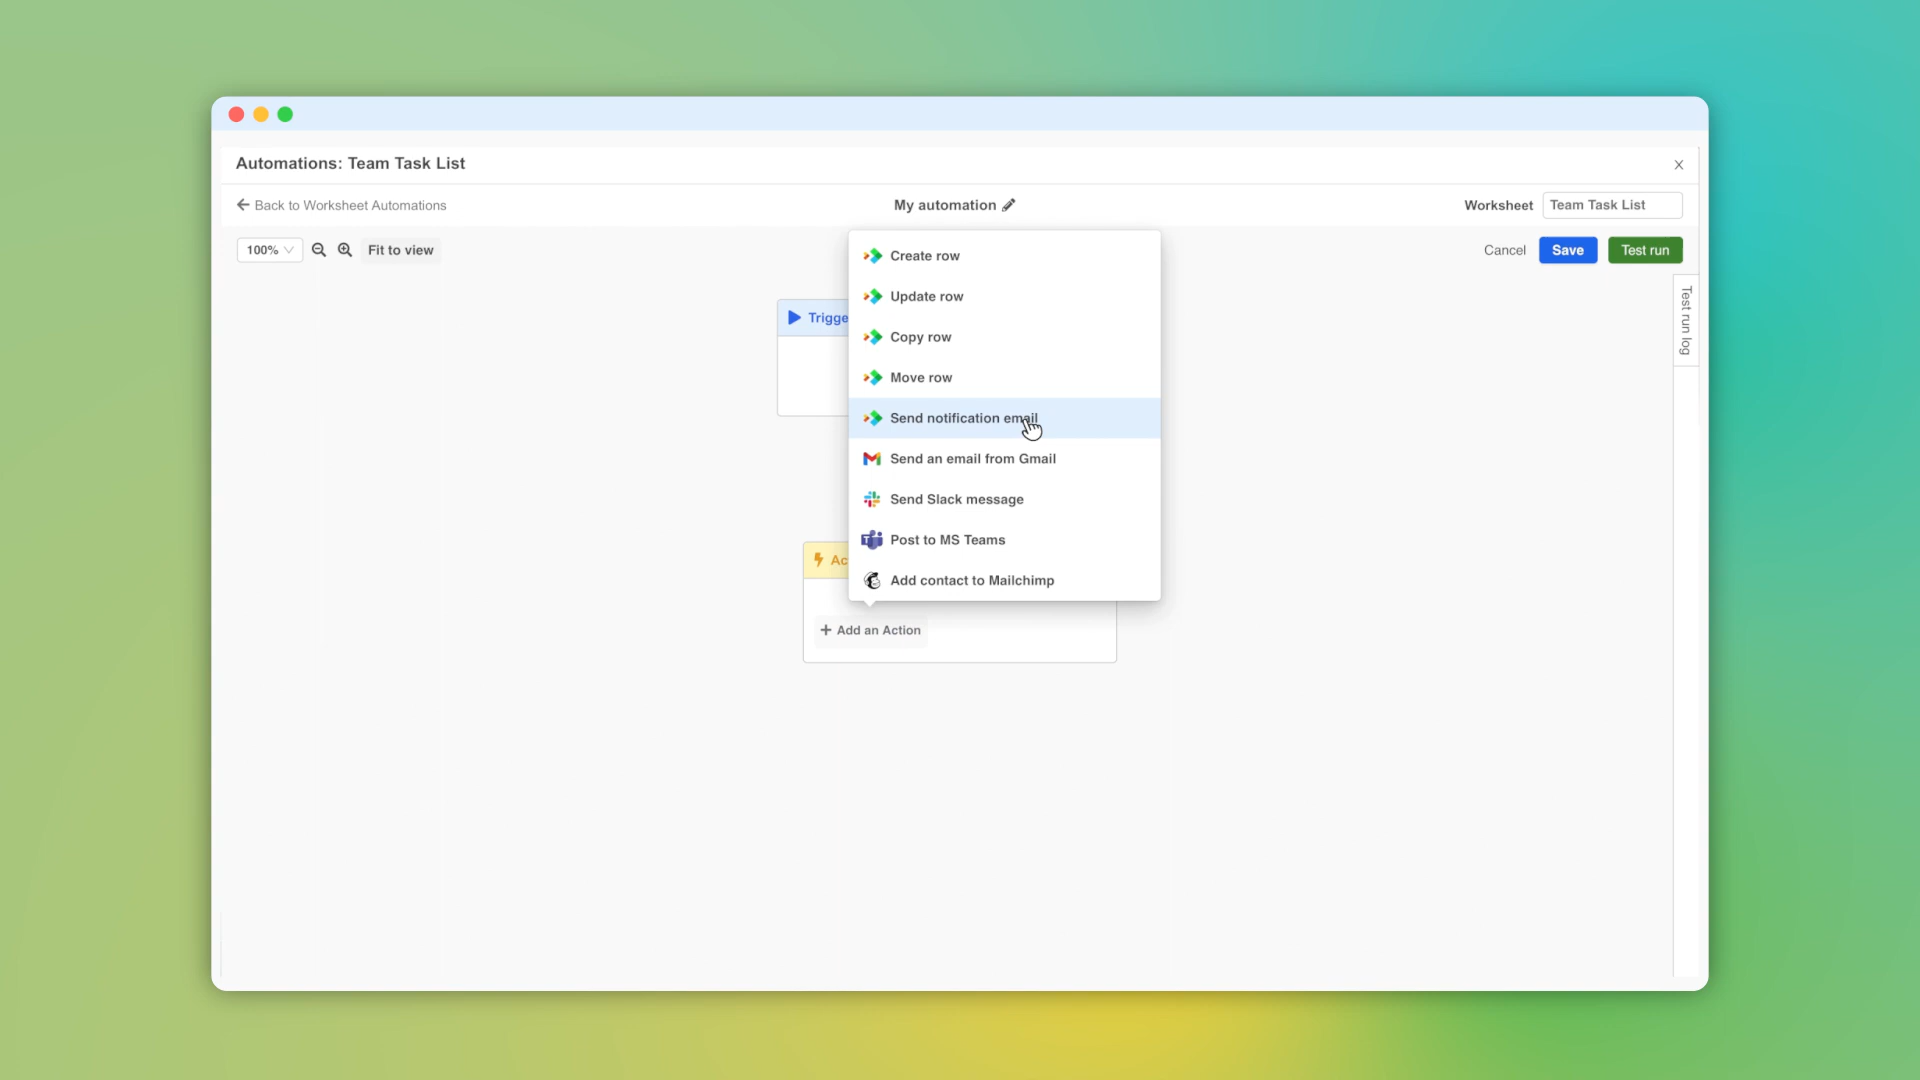 Automations: Team Task List
X
Back to Worksheet Automations
My automation
Worksheet
Team Task List
100%
Fit to view
Cancel
Save
Test run
Create row
Update row
Copy row
Move row
Send notification email
Send an email from Gmail
Send Slack message
Post to MS Teams
Add contact to Mailchimp
Trigge
Ac
+ Add an Action
Test run log